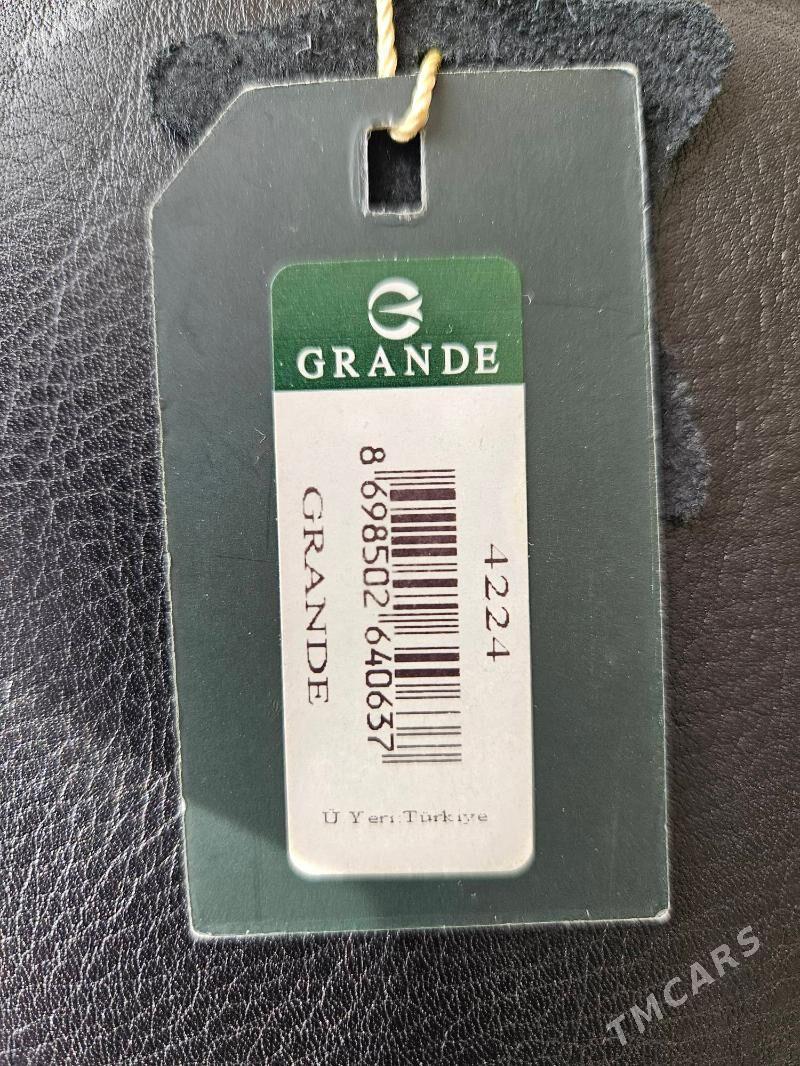 GRANDE
4224
8 698502 640637
GRANDE
Ü Yeri:Türkiye
TMCARS